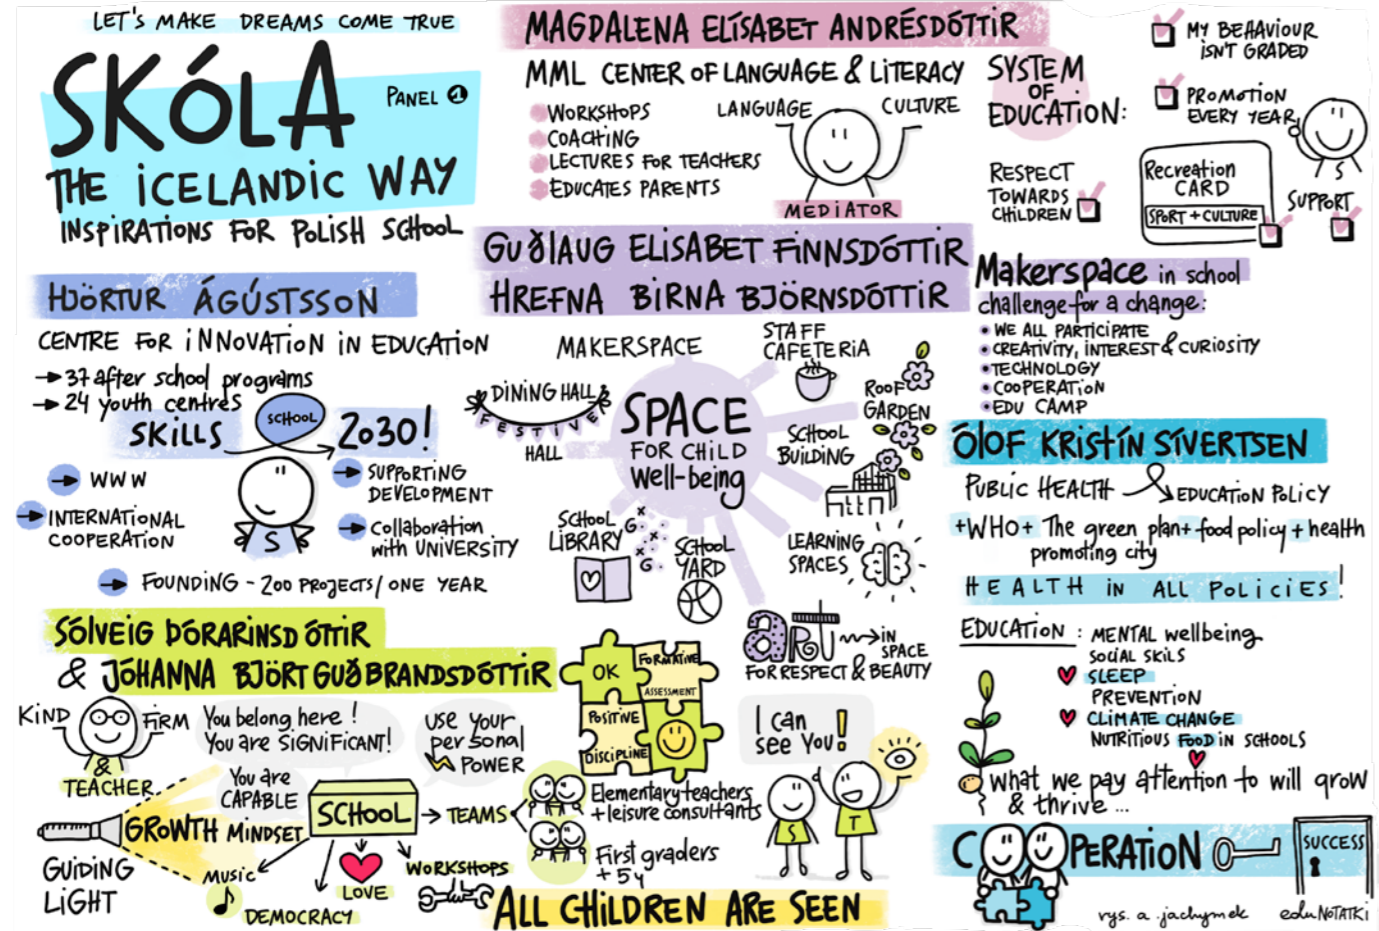 LET'S MAKE DREAMS COME TRUE
SKÓLA
PANEL 1
THE ICELANDIC WAY
INSPIRATIONS FOR POLISH SCHOOL
MAGDALENA ELÍSABET ANDRÉSDÓTTIR
MML CENTER OF LANGUAGE & LITERACY
WORKSHOPS
COACHING
LECTURES FOR TEACHERS
EDUCATES PARENTS
LANGUAGE
CULTURE
MEDIATOR
SYSTEM
OF
EDUCATION:
MY BEHAVIOUR
ISN'T GRADED
PROMOTION
EVERY YEAR
S
RESPECT
TOWARDS
CHILDREN
Recreation
CARD
SPORT + CULTURE
SUPPORT
HJÖRTUR ÁGÚSTSSON
CENTRE FOR INNOVATION IN EDUCATION
→ 37 after school programs
→ 24 youth centres
SKILLS
SCHOOL
2030!
→ WWW
→ INTERNATIONAL
COOPERATION
S
→ SUPPORTING
DEVELOPMENT
→ Collaboration
with UNIVERSITY
→ FOUNDING - 200 PROJECTS/ONE YEAR
GUÐLAUG ELISABET FINNSDÓTTIR
HREFNA BIRNA BJÖRNSDÓTTIR
MAKERSPACE
STAFF
CAFETERIA
DINING HALL
FESTIVE
HALL
SPACE
FOR CHILD
well-being
ROOF
GARDEN
SCHOOL
BUILDING
SCHOOL
LIBRARY
G
G
SCHOOL
YARD
LEARNING
SPACES
ART → IN
SPACE
FOR RESPECT & BEAUTY
Makerspace in school
challenge for a change:
WE ALL PARTICIPATE
CREATIVITY, INTEREST & CURIOSITY
TECHNOLOGY
COOPERATION
EDU CAMP
ÓLOF KRISTÍN SÍVERTSEN
PUBLIC HEALTH
EDUCATION POLICY
+WHO+ The green plan + food policy + health
promoting city
HEALTH IN ALL POLICIES!
EDUCATION:
MENTAL wellbeing
SOCIAL SKILS
SLEEP
PREVENTION
CLIMATE CHANGE
NUTRITIOUS FOOD IN SCHOOLS
what we pay attention to will grow
& thrive ...
COOPERATION
SUCCESS
rys. a. jachymek
eduNOTATKI
SÓLVEIG ÞÓRARINSDÓTTIR
& JÓHANNA BJÖRT GUÐBRANDSDÓTTIR
KIND
FIRM
&
TEACHER
You belong here!
You are SIGNIFICANT!
You are
CAPABLE
use your
personal
POWER
GROWTH MINDSET
GUIDING
LIGHT
SCHOOL
→ TEAMS
MUSIC
DEMOCRACY
LOVE
WORKSHOPS
OK
FORMATIVE
ASSESSMENT
POSITIVE
DISCIPLINE
Elementary teachers
+ leisure consultants
First graders
+ 5y
I can
see You!
S
T
ALL CHILDREN ARE SEEN